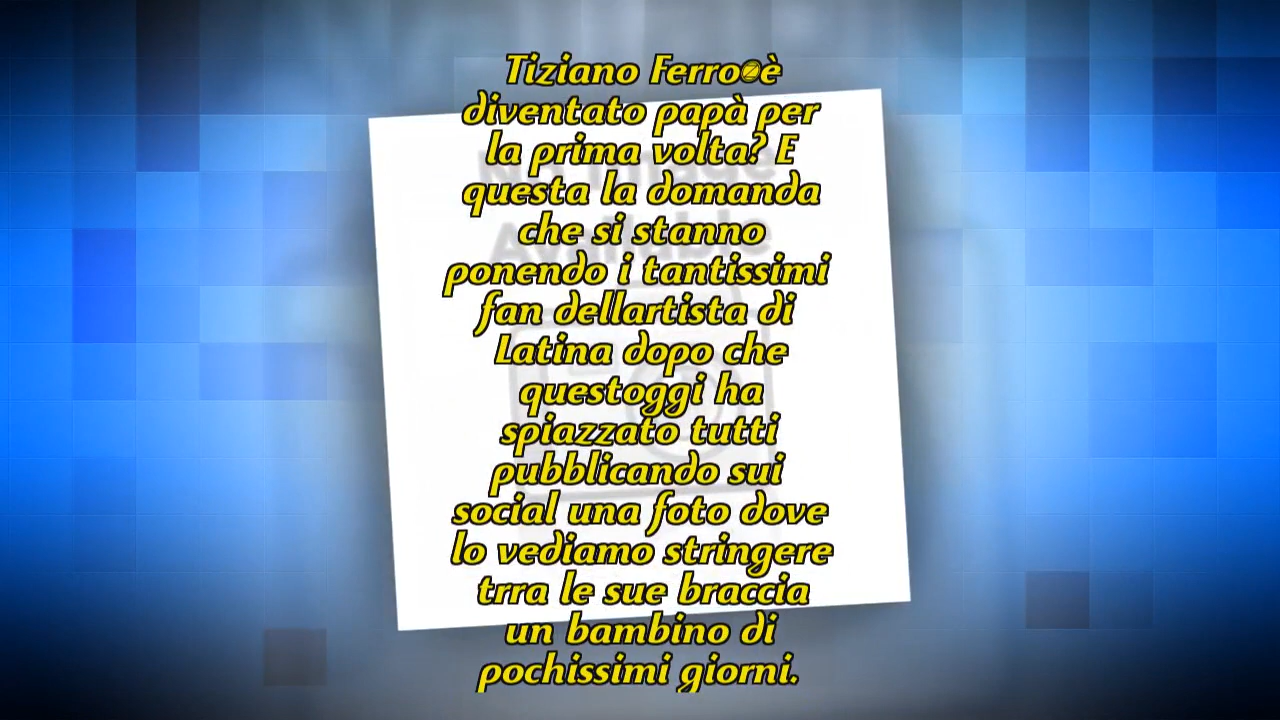 Tiziano Ferro è
diventato papà per
la prima volta? E
questa la domanda
che si stanno
ponendo i tantissimi
fan dellartista di
Latina dopo che
questoggi ha
spiazzato tutti
pubblicando sui
social una foto dove
lo vediamo stringere
trra le sue braccia
un bambino di
pochissimi giorni.